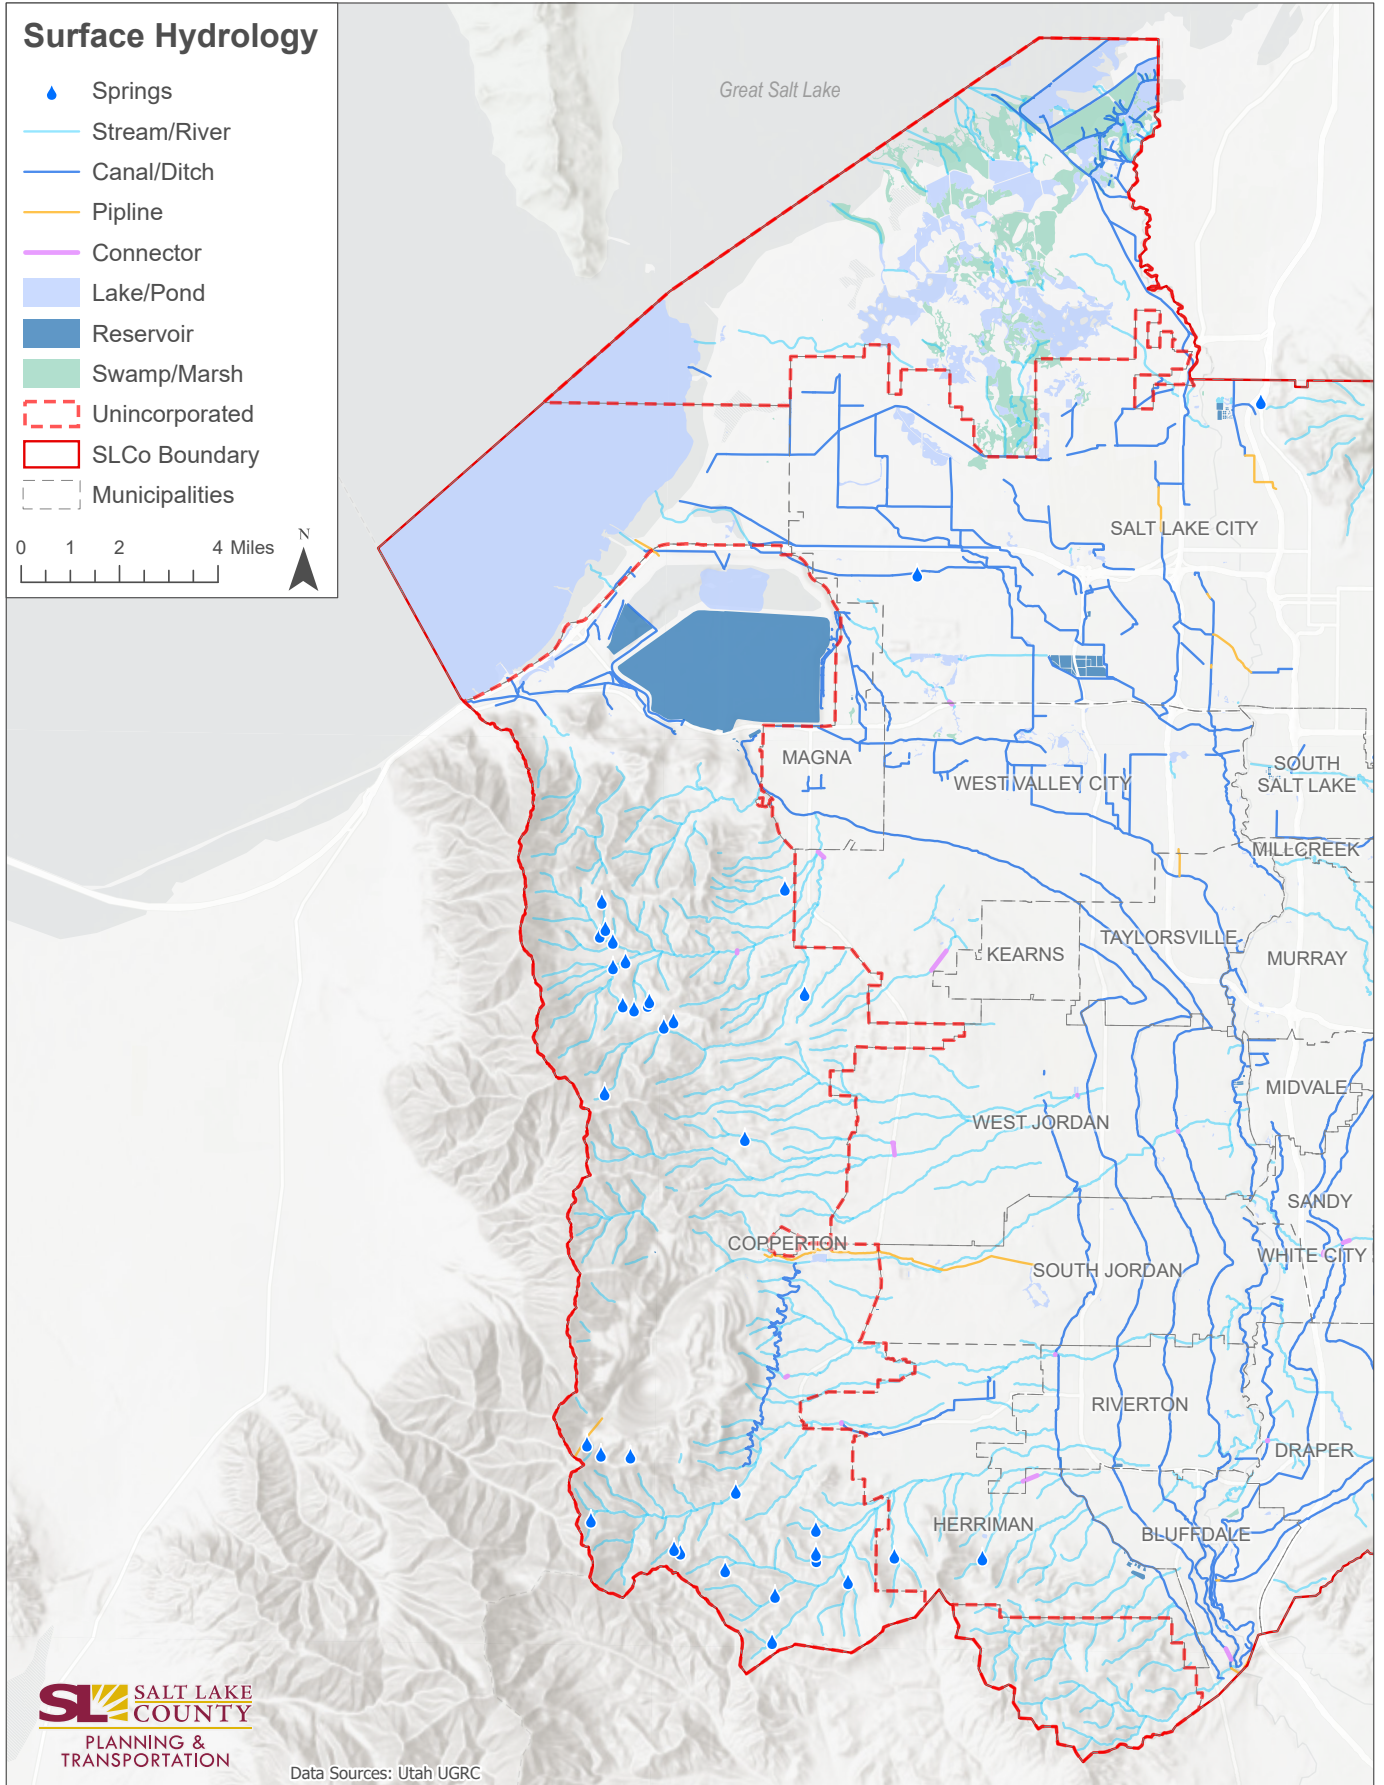 Surface Hydrology
Springs
Stream/River
Canal/Ditch
Pipline
Connector
Lake/Pond
Reservoir
Swamp/Marsh
Unincorporated
SLCo Boundary
Municipalities
0 1 2 4 Miles
N
Great Salt Lake
SALT LAKE CITY
MAGNA
WEST VALLEY CITY
SOUTH
SALT LAKE
MILLCREEK
TAYLORSVILLE
KEARNS
MURRAY
MIDVALE
WEST JORDAN
SANDY
COPPERTON
WHITE CITY
SOUTH JORDAN
RIVERTON
DRAPER
HERRIMAN
BLUFFDALE
SL SALT LAKE
COUNTY
PLANNING &
TRANSPORTATION
Data Sources: Utah UGRC